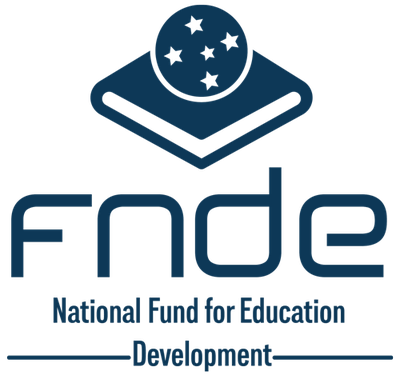 fnde
National Fund for Education
Development